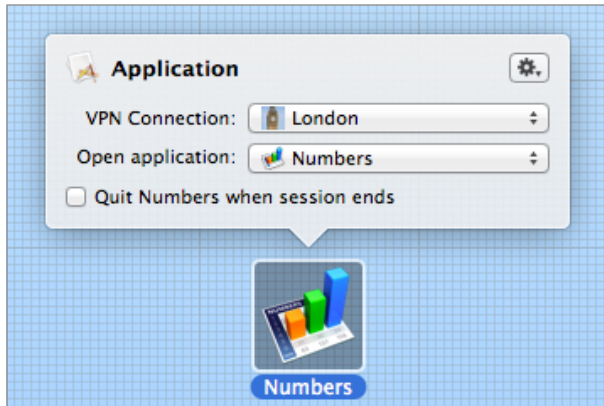 Application
VPN Connection: London
Open application: Numbers
Quit Numbers when session ends
Numbers